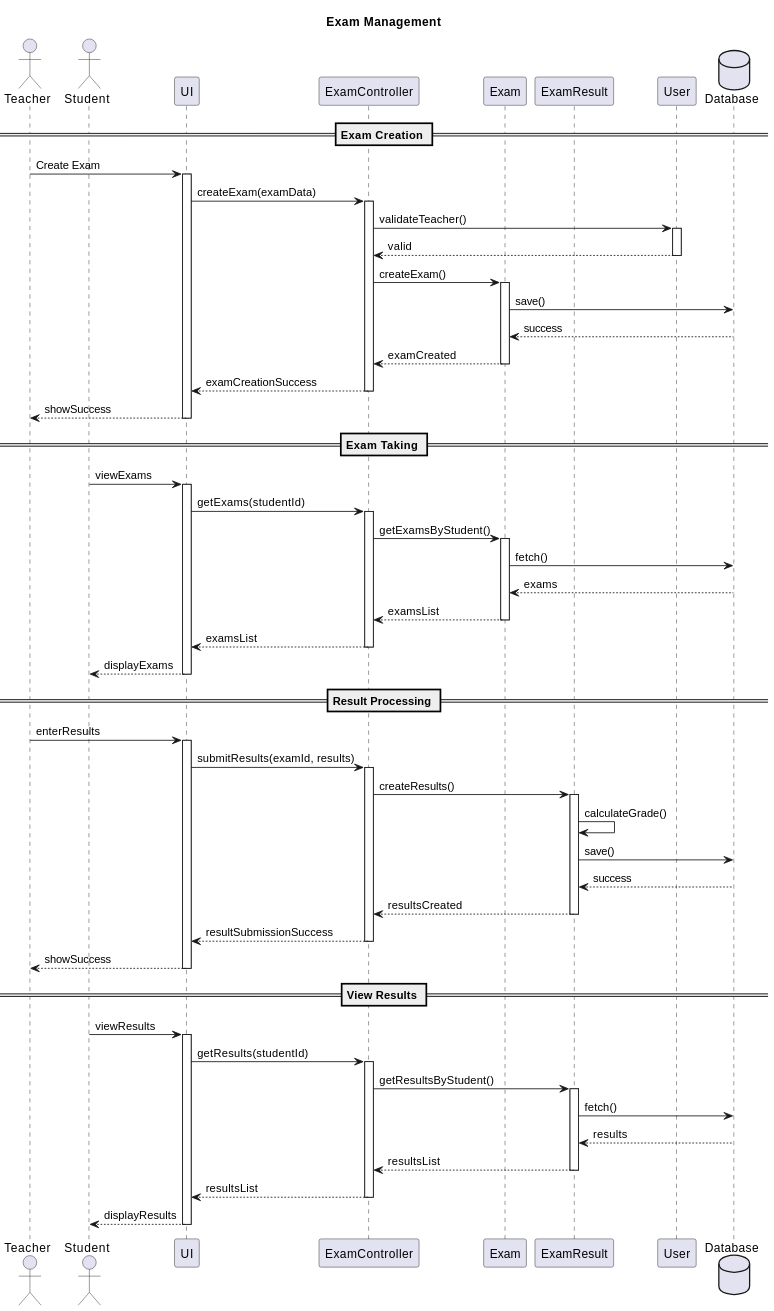 Exam Management
Teacher Student UI ExamController Exam ExamResult User Database
Exam Creation
Create Exam
createExam(examData)
validateTeacher()
valid
createExam()
save()
success
examCreated
examCreationSuccess
showSuccess
Exam Taking
viewExams
getExams(studentId)
getExamsByStudent()
fetch()
exams
examsList
examsList
displayExams
Result Processing
enterResults
submitResults(examId, results)
createResults()
calculateGrade()
save()
success
resultsCreated
resultSubmissionSuccess
showSuccess
View Results
viewResults
getResults(studentId)
getResultsByStudent()
fetch()
results
resultsList
resultsList
displayResults
Teacher Student UI ExamController Exam ExamResult User Database